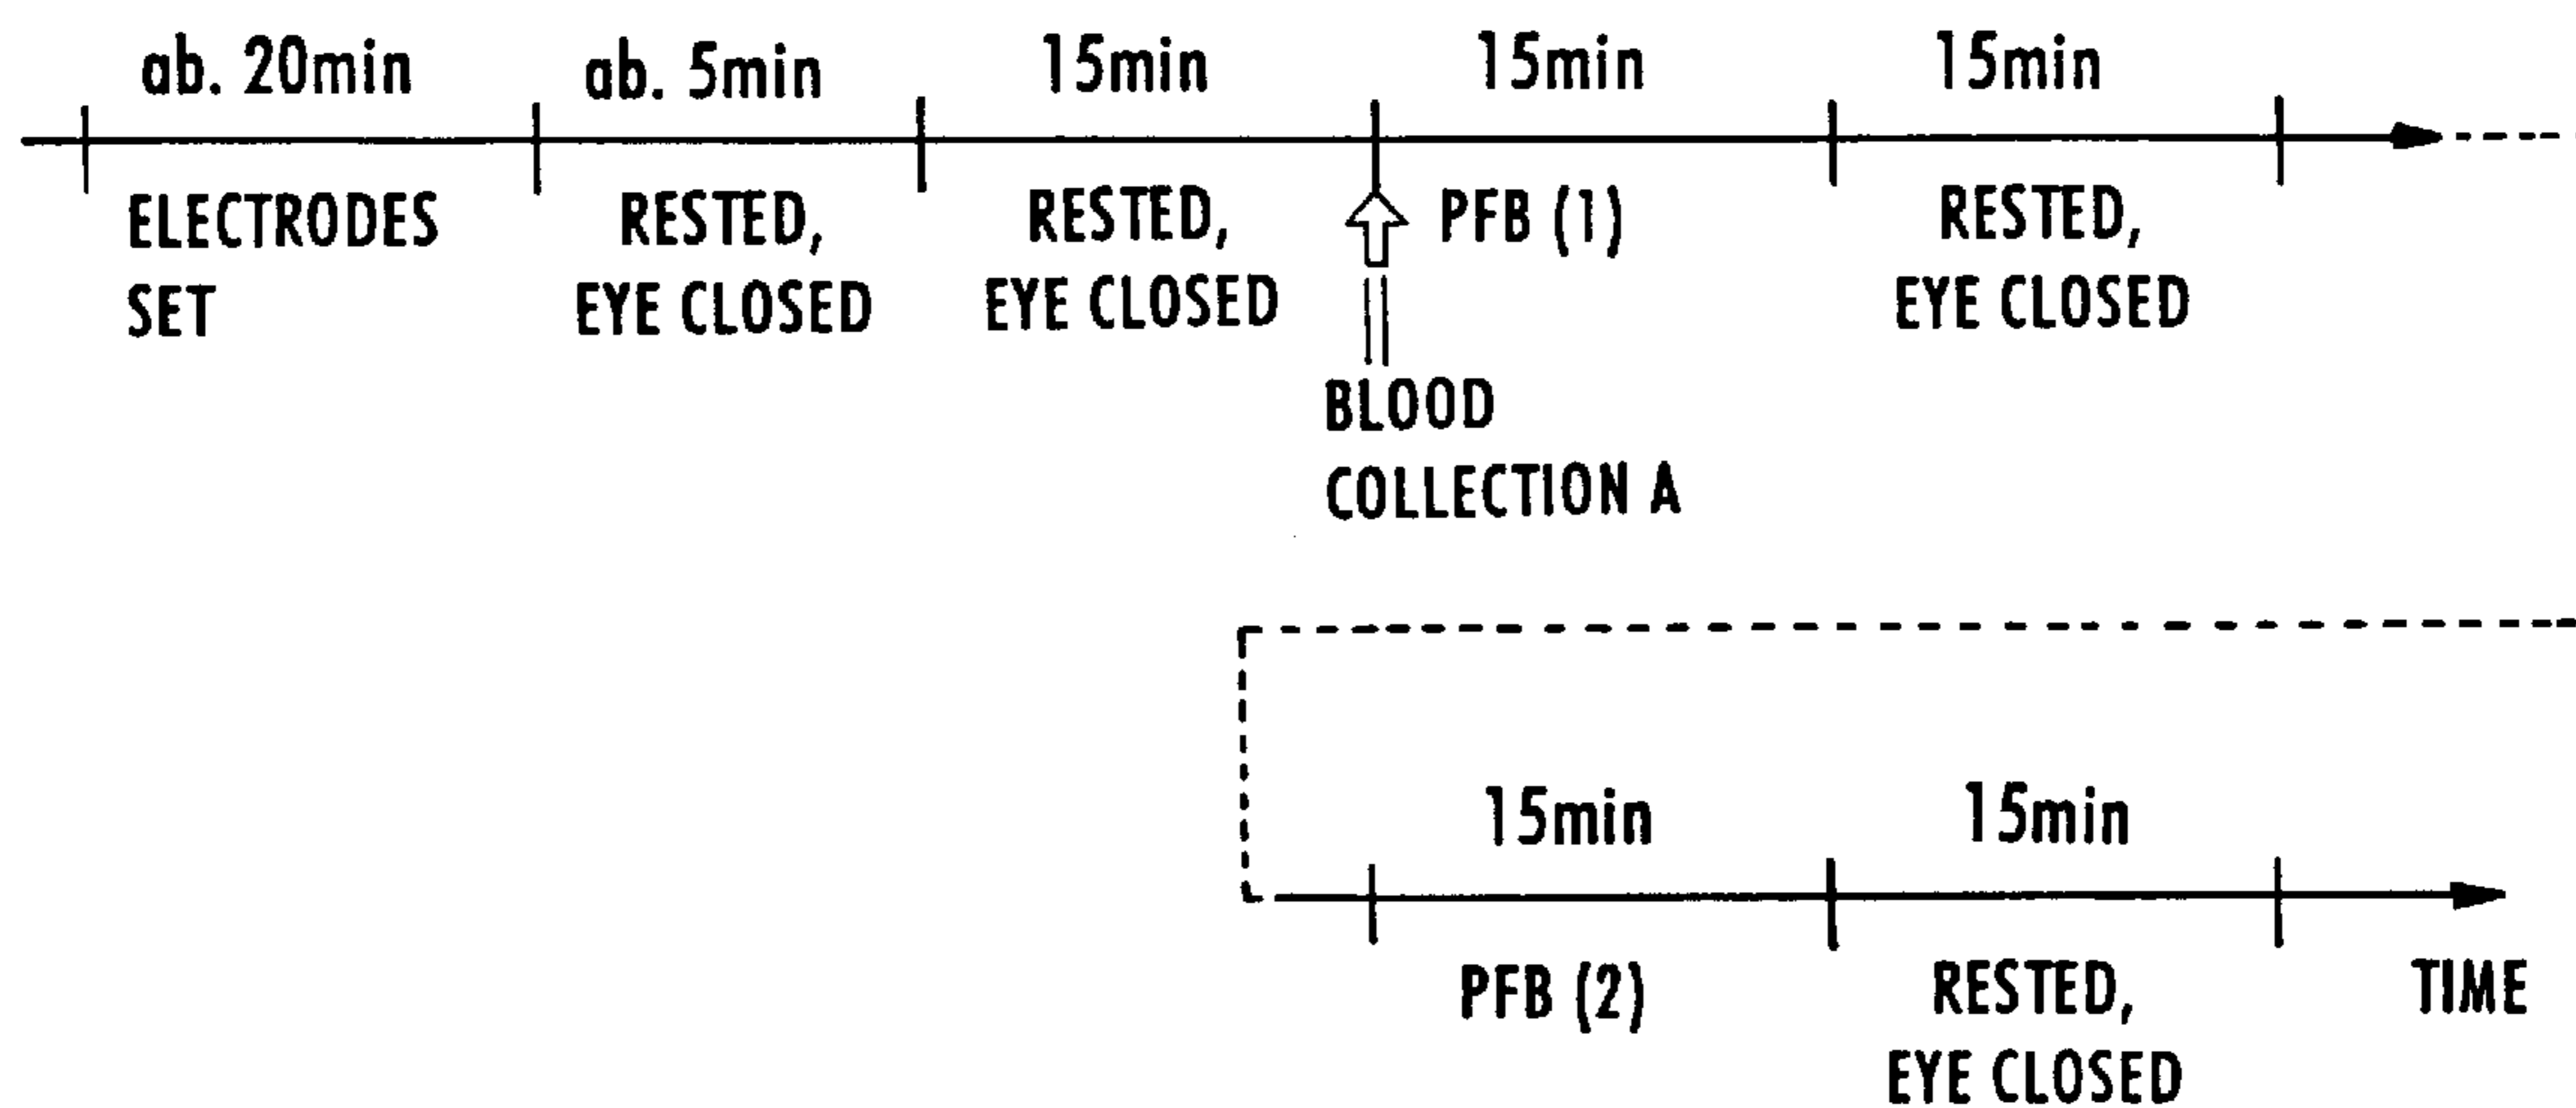 ab. 20min
ab. 5min
15min
15min
15min
ELECTRODES
SET
RESTED,
EYE CLOSED
RESTED,
EYE CLOSED
PFB (1)
RESTED,
EYE CLOSED
BLOOD
COLLECTION A
15min
15min
PFB (2)
RESTED,
EYE CLOSED
TIME